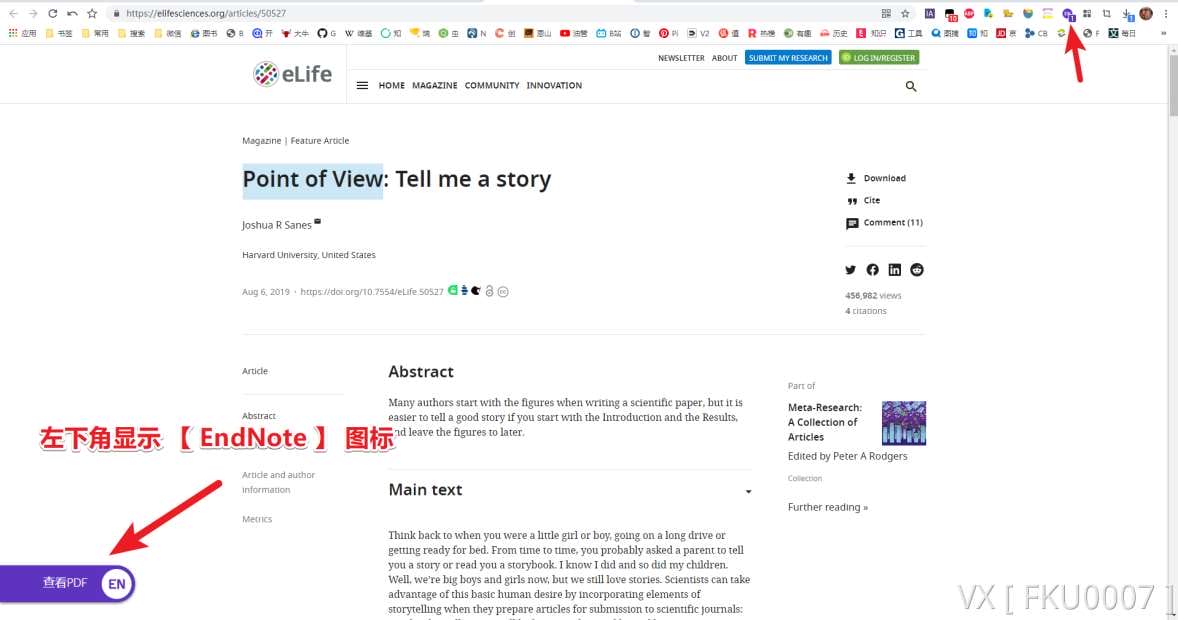 https://elifesciences.org/articles/50527
应用 书签 常用 搜索 微信 图书 B 开 大牛 G 维基 知 N 创 恩山 油管 B站 智 Pi V2 值 热榜 有趣 历史 知识 工具 图搜 知 京 CB F 每日 »
NEWSLETTER ABOUT SUBMIT MY RESEARCH LOG IN/REGISTER
eLife
HOME MAGAZINE COMMUNITY INNOVATION
Magazine | Feature Article
Point of View: Tell me a story
Download
Cite
Comment (11)
Joshua R Sanes
Harvard University, United States
Aug 6, 2019 · https://doi.org/10.7554/eLife.50527
456,982 views
4 citations
Article
Abstract
Article and author
information
Metrics
Abstract
Many authors start with the figures when writing a scientific paper, but it is
easier to tell a good story if you start with the Introduction and the Results,
and leave the figures to later.
Part of
Meta-Research:
A Collection of
Articles
Edited by Peter A Rodgers
Collection
Further reading »
左下角显示 【 EndNote 】 图标
Main text
Think back to when you were a little girl or boy, going on a long drive or
getting ready for bed. From time to time, you probably asked a parent to tell
you a story or read you a storybook. I know I did and so did my children.
Well, we're big boys and girls now, but we still love stories. Scientists can take
advantage of this basic human desire by incorporating elements of
storytelling when they prepare articles for submission to scientific journals:
查看PDF EN
VX [ FKU0007 ]